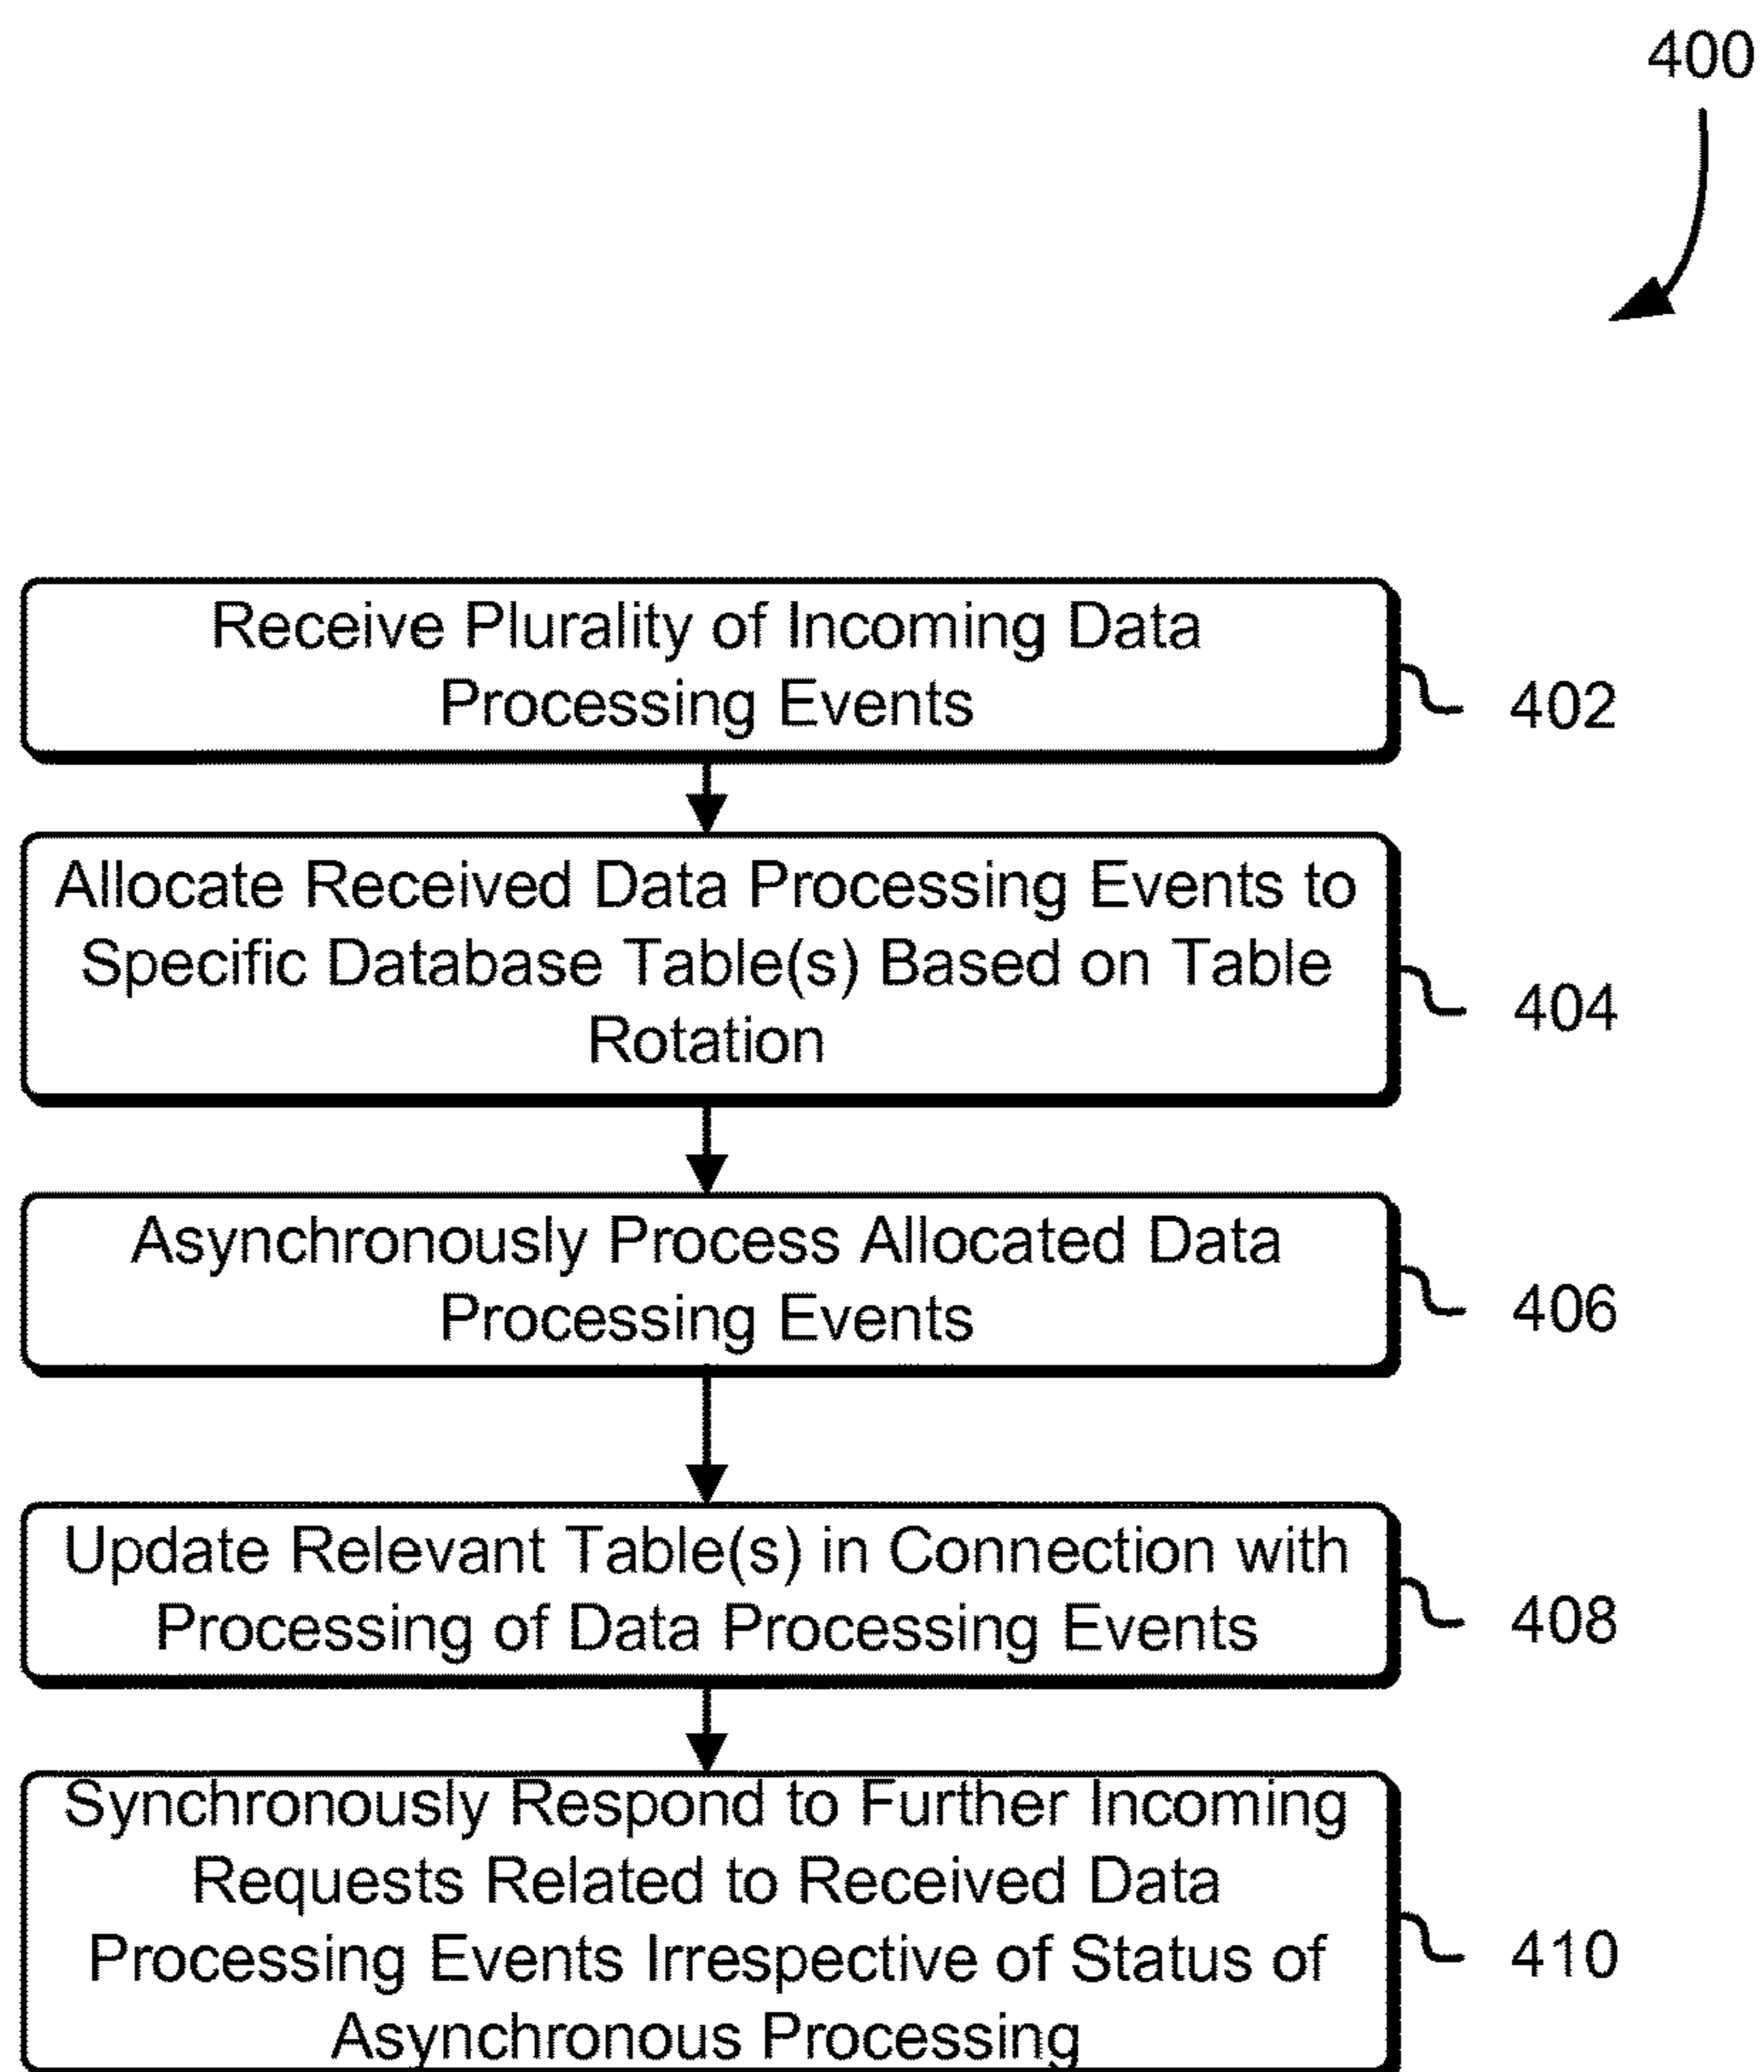 400
Receive Plurality of Incoming Data
Processing Events
402
Allocate Received Data Processing Events to
Specific Database Table(s) Based on Table
Rotation
404
Asynchronously Process Allocated Data
Processing Events
406
Update Relevant Table(s) in Connection with
Processing of Data Processing Events
408
Synchronously Respond to Further Incoming
Requests Related to Received Data
Processing Events Irrespective of Status of
Asynchronous Processing
410